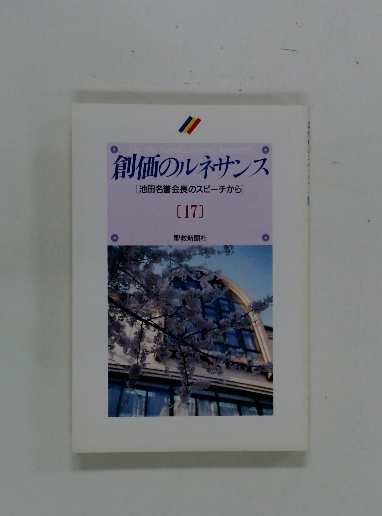 創価のルネサンス
［池田名誉会長のスピーチから］
［17］
聖教新聞社